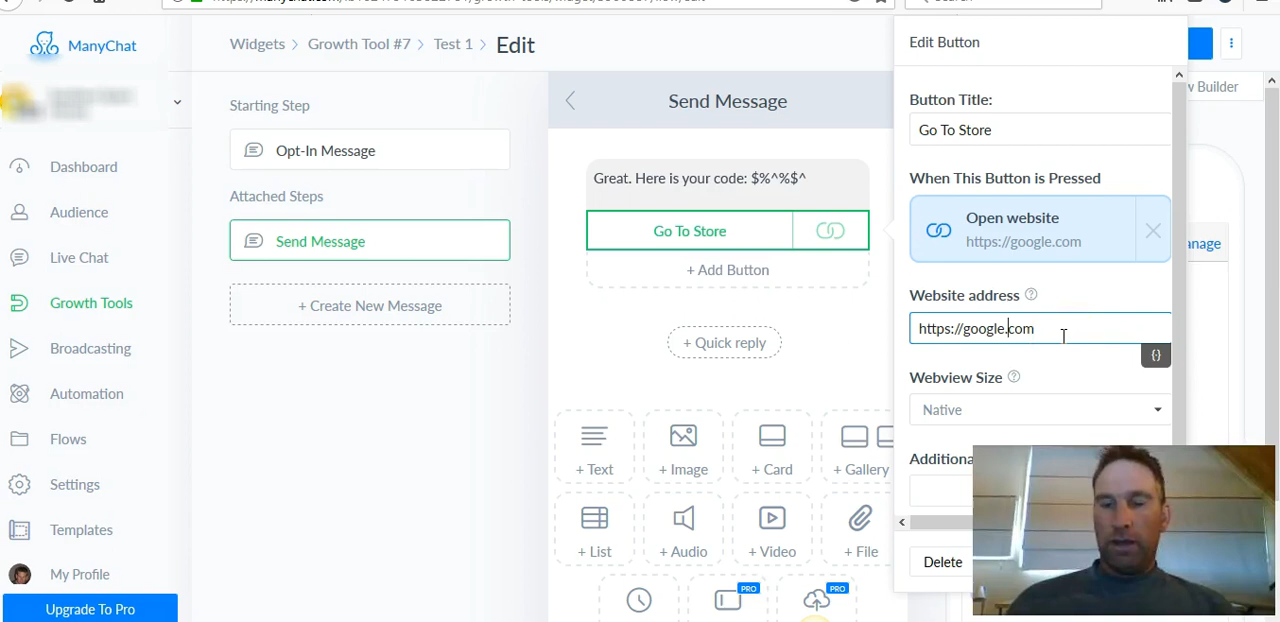 ManyChat
Widgets > Growth Tool #7 > Test 1 > Edit
Dashboard
Audience
Live Chat
Growth Tools
Broadcasting
Automation
Flows
Settings
Templates
My Profile
Upgrade To Pro
Starting Step
Opt-In Message
Attached Steps
Send Message
+ Create New Message
Send Message
Great. Here is your code: $%^%$^
Go To Store
+ Add Button
+ Quick reply
+ Text
+ Image
+ Card
+ Gallery
+ List
+ Audio
+ Video
+ File
PRO
PRO
Edit Button
Button Title:
Go To Store
When This Button is Pressed
Open website
https://google.com
Website address
https://google.com
{·}
Webview Size
Native
Additiona
Delete
w Builder
anage